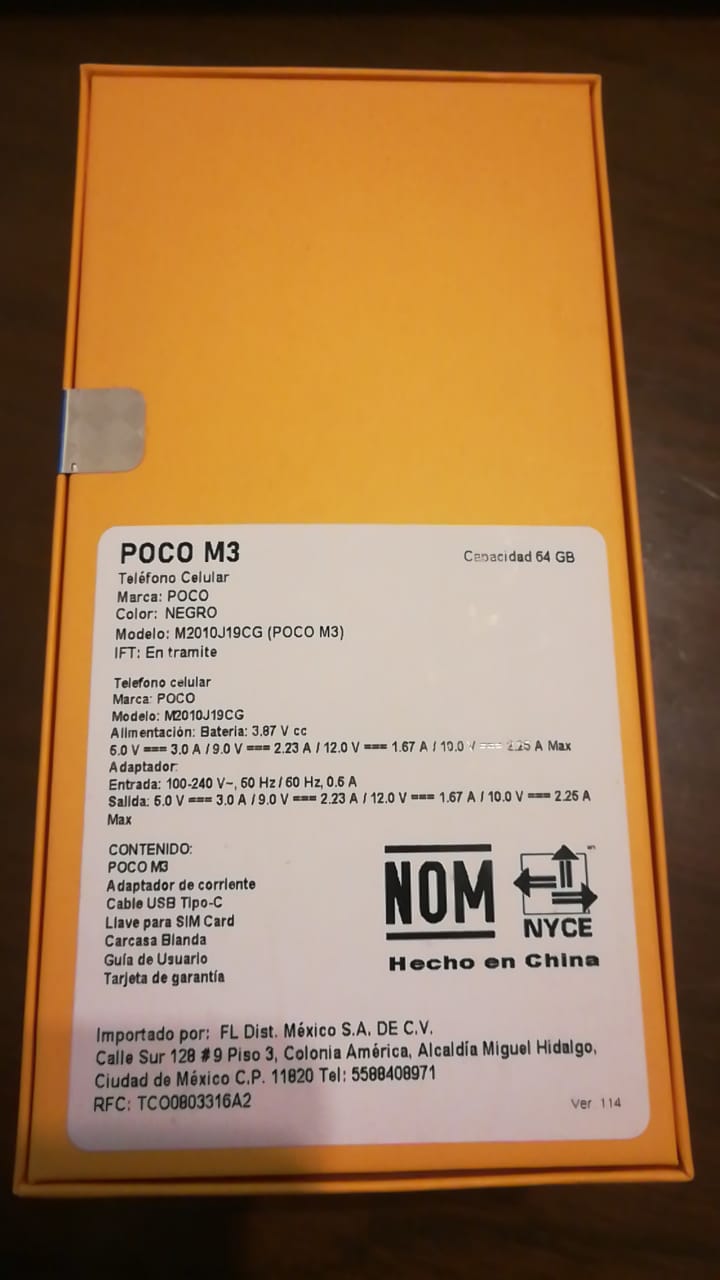 POCO M3
Capacidad 64 GB
Teléfono Celular
Marca: POCO
Color: NEGRO
Modelo: M2010J19CG (POCO M3)
IFT: En tramite
Telefono celular
Marca: POCO
Modelo: M2010J19CG
Alimentación: Bateria: 3.87 V cc
5.0 V === 3.0 A / 9.0 V === 2.23 A / 12.0 V === 1.67 A / 10.0 V === 2.25 A Max
Adaptador:
Entrada: 100-240 V~, 50 Hz / 60 Hz, 0.6 A
Salida: 5.0 V === 3.0 A / 9.0 V === 2.23 A / 12.0 V === 1.67 A / 10.0 V === 2.25 A
Max
CONTENIDO:
POCO M3
Adaptador de corriente
Cable USB Tipo-C
Llave para SIM Card
Carcasa Blanda
Guía de Usuario
Tarjeta de garantía
NOM
NYCE
Hecho en China
Importado por: FL Dist. México S.A. DE C.V.
Calle Sur 128 #9 Piso 3, Colonia América, Alcaldía Miguel Hidalgo,
Ciudad de México C.P. 11820 Tel: 5588408971
RFC: TCO0803316A2
Ver. 114